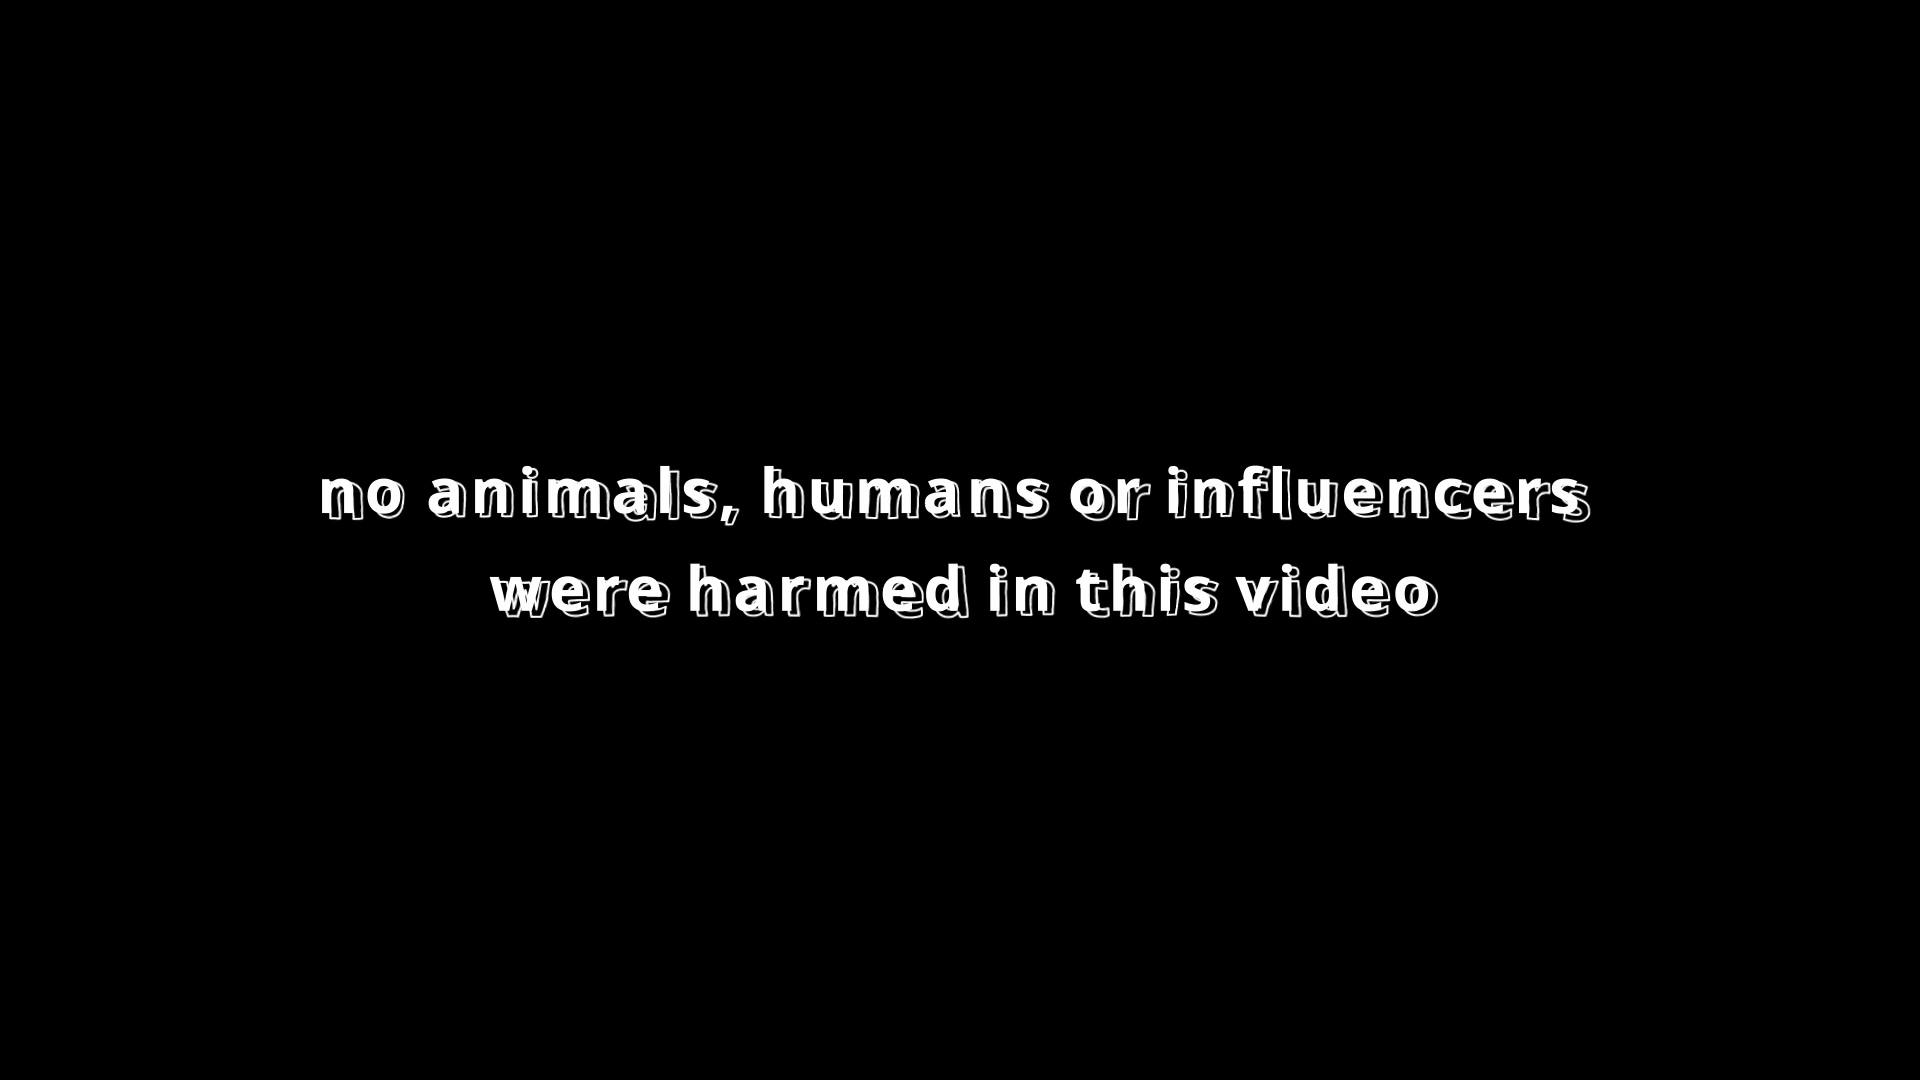 no animals, humans or influencers
were harmed in this video